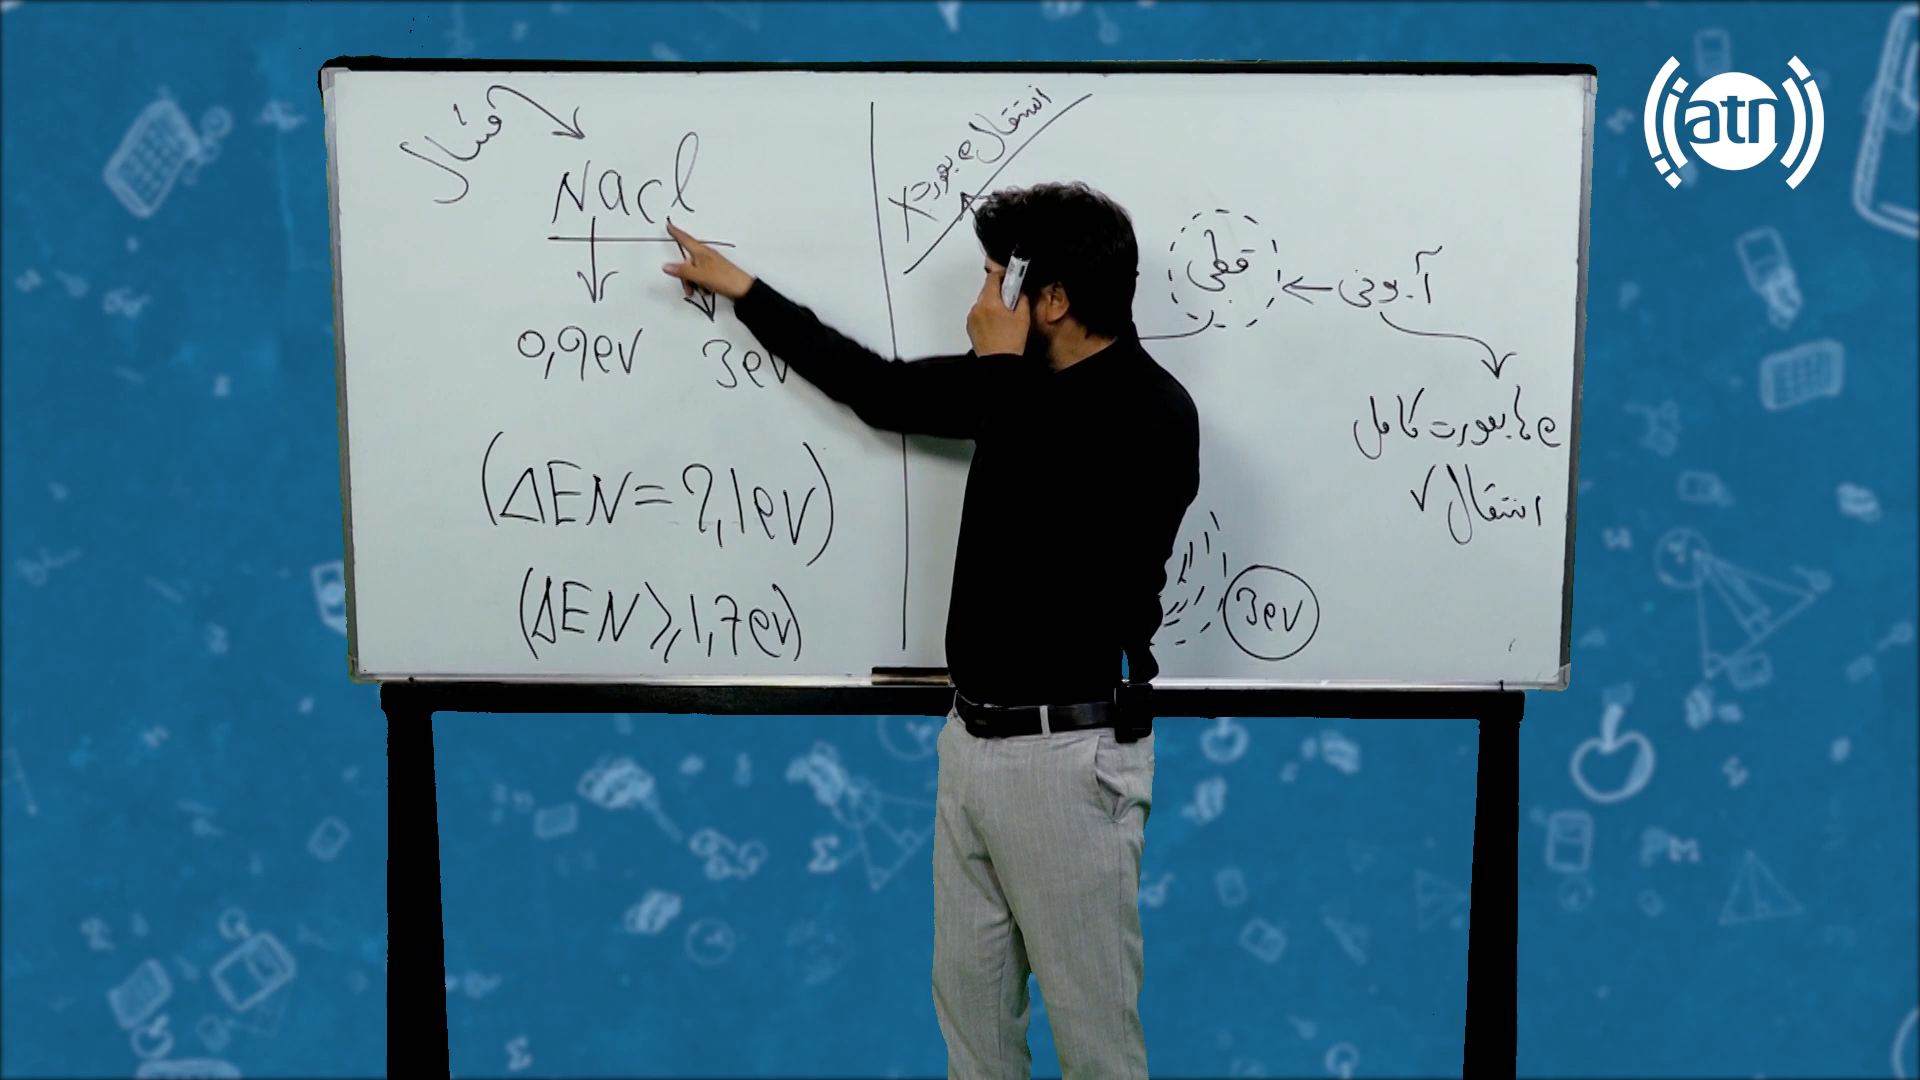 atn
مثال
NaCl
0,9ev 3ev
(ΔEN=2,1ev)
(ΔEN≥1,7ev)
انتقال e بصورت X
قطبی ← آیونی
e ها بصورت کامل
انتقال ✓
3ev